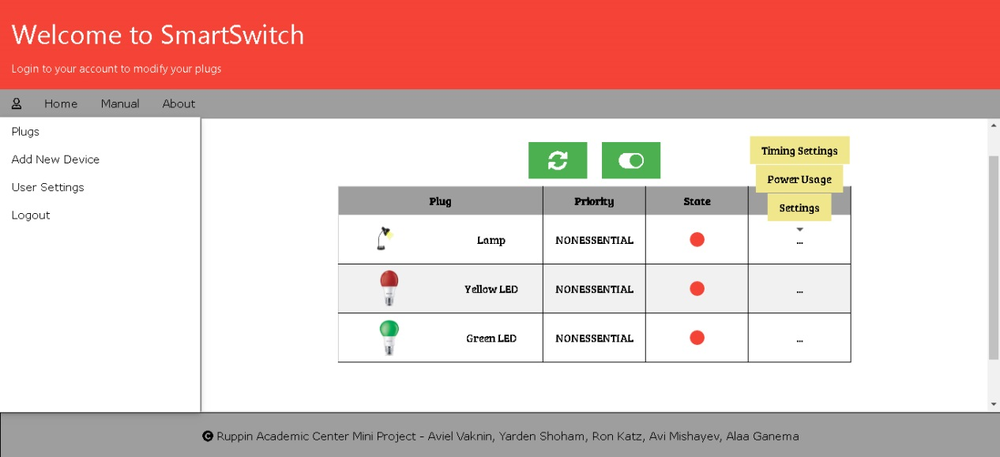 Welcome to SmartSwitch
Login to your account to modify your plugs
Home Manual About
Plugs
Add New Device
User Settings
Logout
Timing Settings
Power Usage
Settings
Plug Priority State
Lamp NONESSENTIAL ...
Yellow LED NONESSENTIAL ...
Green LED NONESSENTIAL ...
Ruppin Academic Center Mini Project - Aviel Vaknin, Yarden Shoham, Ron Katz, Avi Mishayev, Alaa Ganema